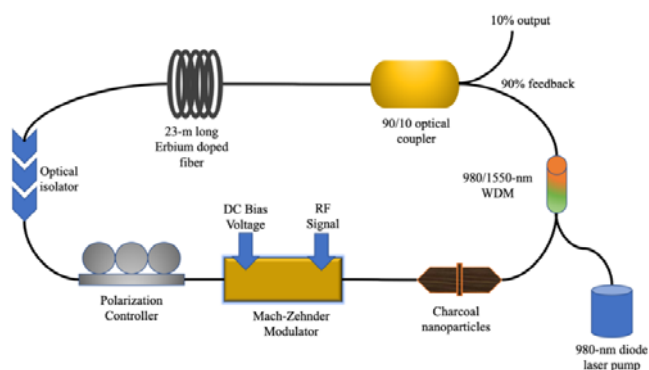 10% output
90% feedback
23-m long
Erbium doped
fiber
90/10 optical
coupler
Optical
isolator
980/1550-nm
WDM
DC Bias
Voltage
RF
Signal
Polarization
Controller
Mach-Zehnder
Modulator
Charcoal
nanoparticles
980-nm diode
laser pump